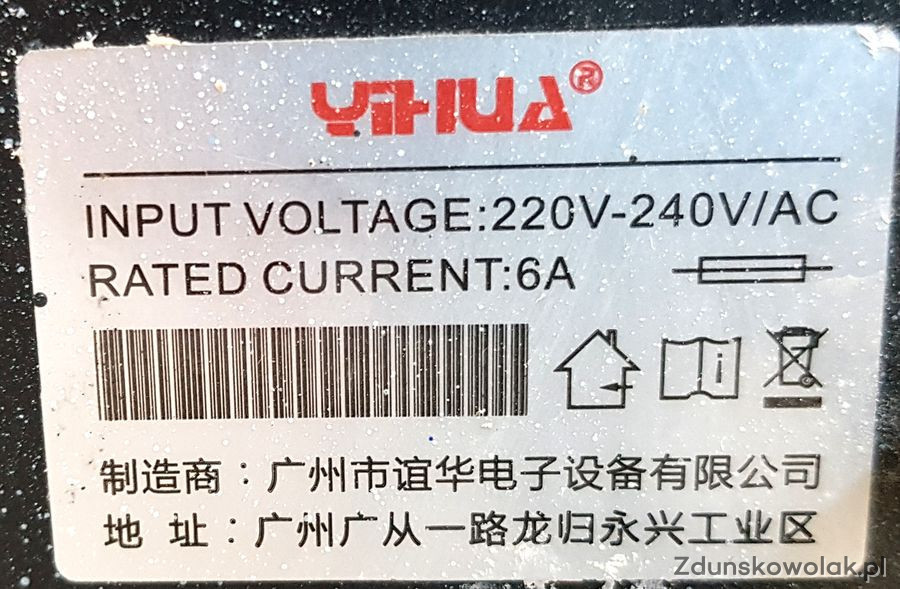 YIHUA®
INPUT VOLTAGE:220V-240V/AC
RATED CURRENT:6A
制造商：广州市谊华电子设备有限公司
地 址：广州广从一路龙归永兴工业区
Zdunskowolak.pl